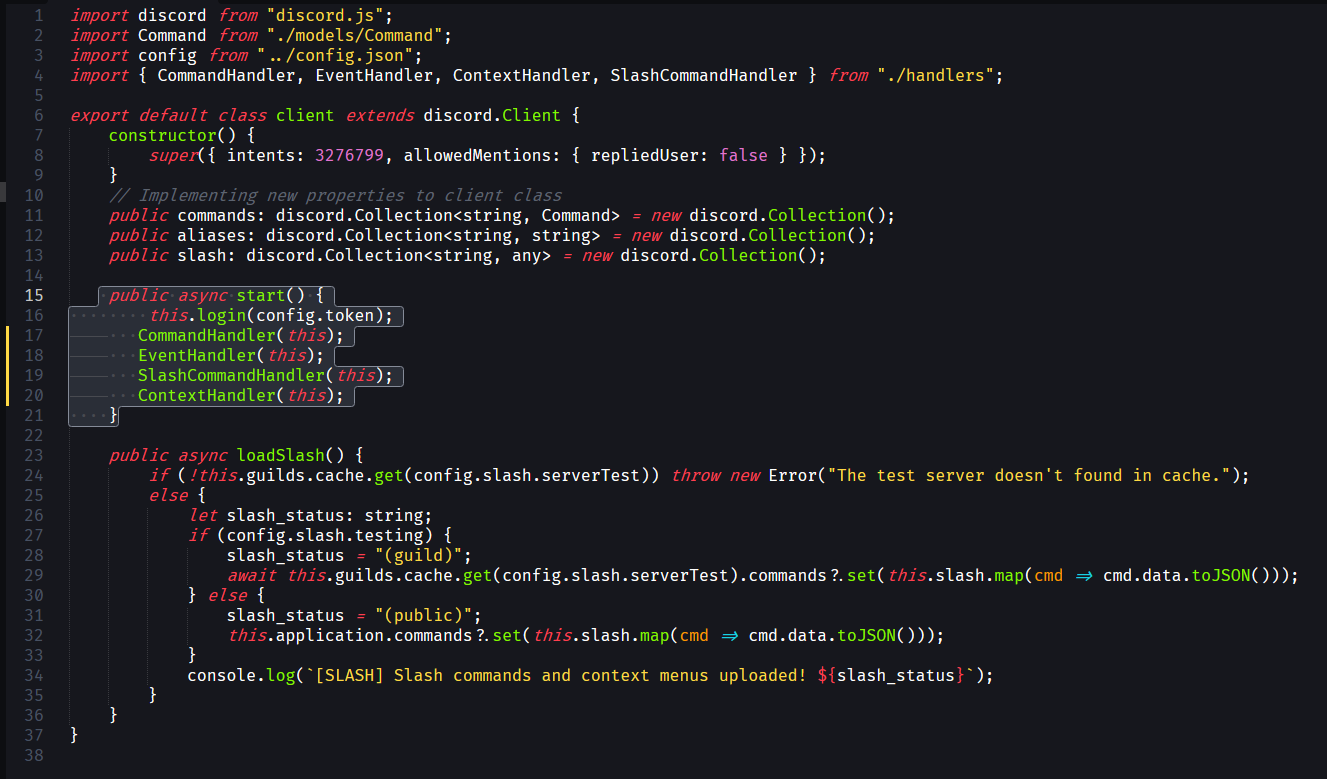 1 import discord from "discord.js";
2 import Command from "./models/Command";
3 import config from "../config.json";
4 import { CommandHandler, EventHandler, ContextHandler, SlashCommandHandler } from "./handlers";
5
6 export default class client extends discord.Client {
7     constructor() {
8         super({ intents: 3276799, allowedMentions: { repliedUser: false } });
9     }
10     // Implementing new properties to client class
11     public commands: discord.Collection<string, Command> = new discord.Collection();
12     public aliases: discord.Collection<string, string> = new discord.Collection();
13     public slash: discord.Collection<string, any> = new discord.Collection();
14
15     public async start() {
16         this.login(config.token);
17        CommandHandler(this);
18        EventHandler(this);
19        SlashCommandHandler(this);
20        ContextHandler(this);
21     }
22
23     public async loadSlash() {
24         if (!this.guilds.cache.get(config.slash.serverTest)) throw new Error("The test server doesn't found in cache.");
25         else {
26             let slash_status: string;
27             if (config.slash.testing) {
28                 slash_status = "(guild)";
29                 await this.guilds.cache.get(config.slash.serverTest).commands?.set(this.slash.map(cmd => cmd.data.toJSON()));
30             } else {
31                 slash_status = "(public)";
32                 this.application.commands?.set(this.slash.map(cmd => cmd.data.toJSON()));
33             }
34             console.log(`[SLASH] Slash commands and context menus uploaded! ${slash_status}`);
35         }
36     }
37 }
38